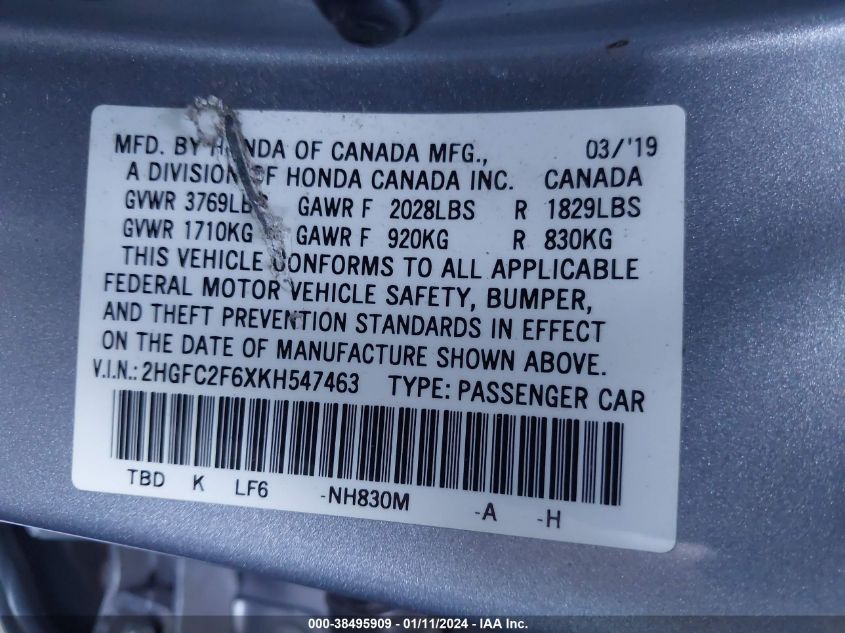 MFD. BY HONDA OF CANADA MFG., 03/'19
A DIVISION OF HONDA CANADA INC. CANADA
GVWR 3769LBS GAWR F 2028LBS R 1829LBS
GVWR 1710KG GAWR F 920KG R 830KG
THIS VEHICLE CONFORMS TO ALL APPLICABLE
FEDERAL MOTOR VEHICLE SAFETY, BUMPER,
AND THEFT PREVENTION STANDARDS IN EFFECT
ON THE DATE OF MANUFACTURE SHOWN ABOVE.
V.I.N.: 2HGFC2F6XKH547463 TYPE: PASSENGER CAR
TBD K LF6 -NH830M -A -H
000-38495909 - 01/11/2024 - IAA Inc.